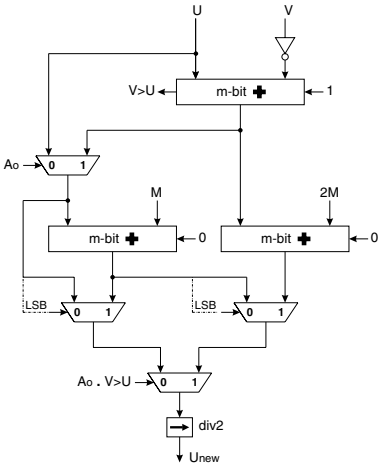 U V
V>U m-bit + 1
Ao 0 1
M 2M
m-bit + 0 m-bit + 0
LSB 0 1 LSB 0 1
Ao . V>U 0 1
div2
Unew